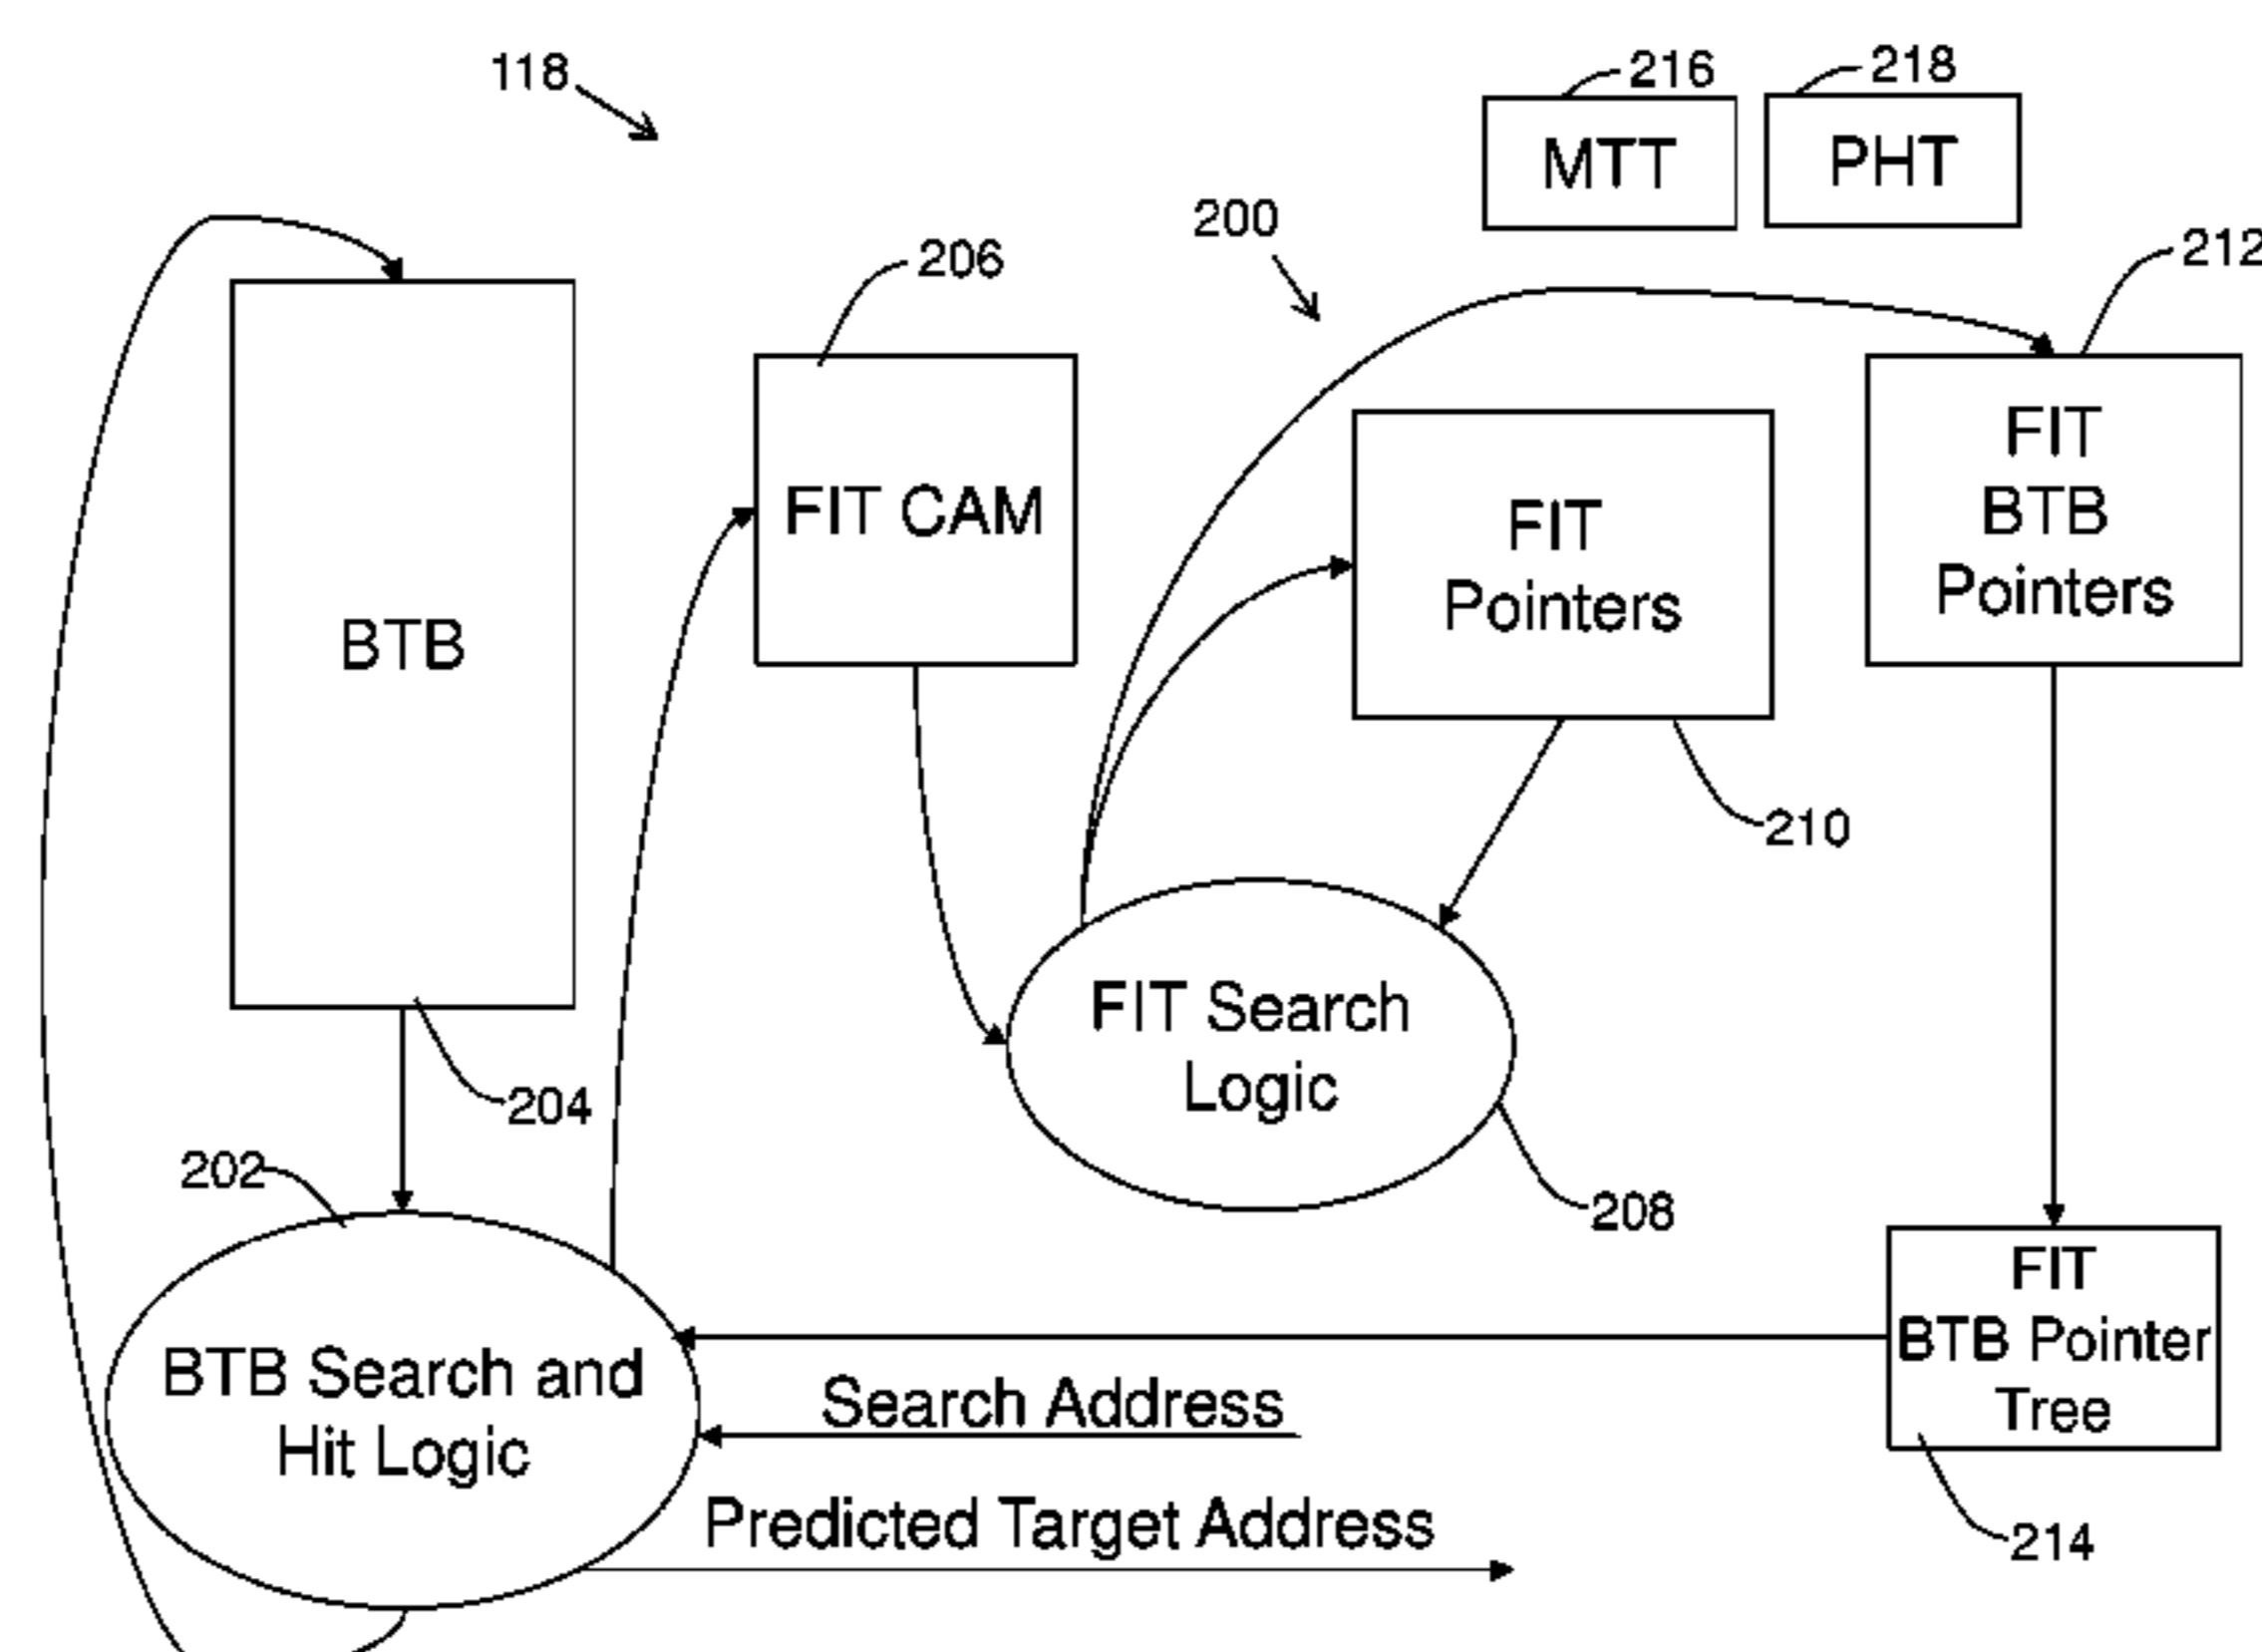 118
216
218
MTT
PHT
200
212
206
BTB
FIT CAM
FIT
Pointers
FIT
BTB
Pointers
210
204
FIT Search
Logic
208
202
BTB Search and
Hit Logic
FIT
BTB Pointer
Tree
Search Address
Predicted Target Address
214